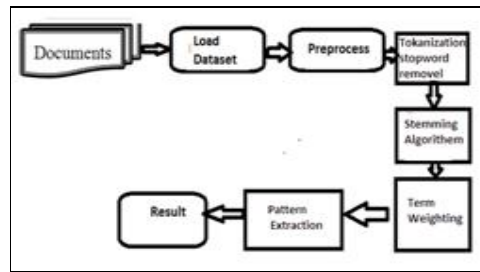 Documents
Load
Dataset
Preprocess
Tokanization
stopword
removel
Stemming
Algorithem
Term
Weighting
Pattern
Extraction
Result